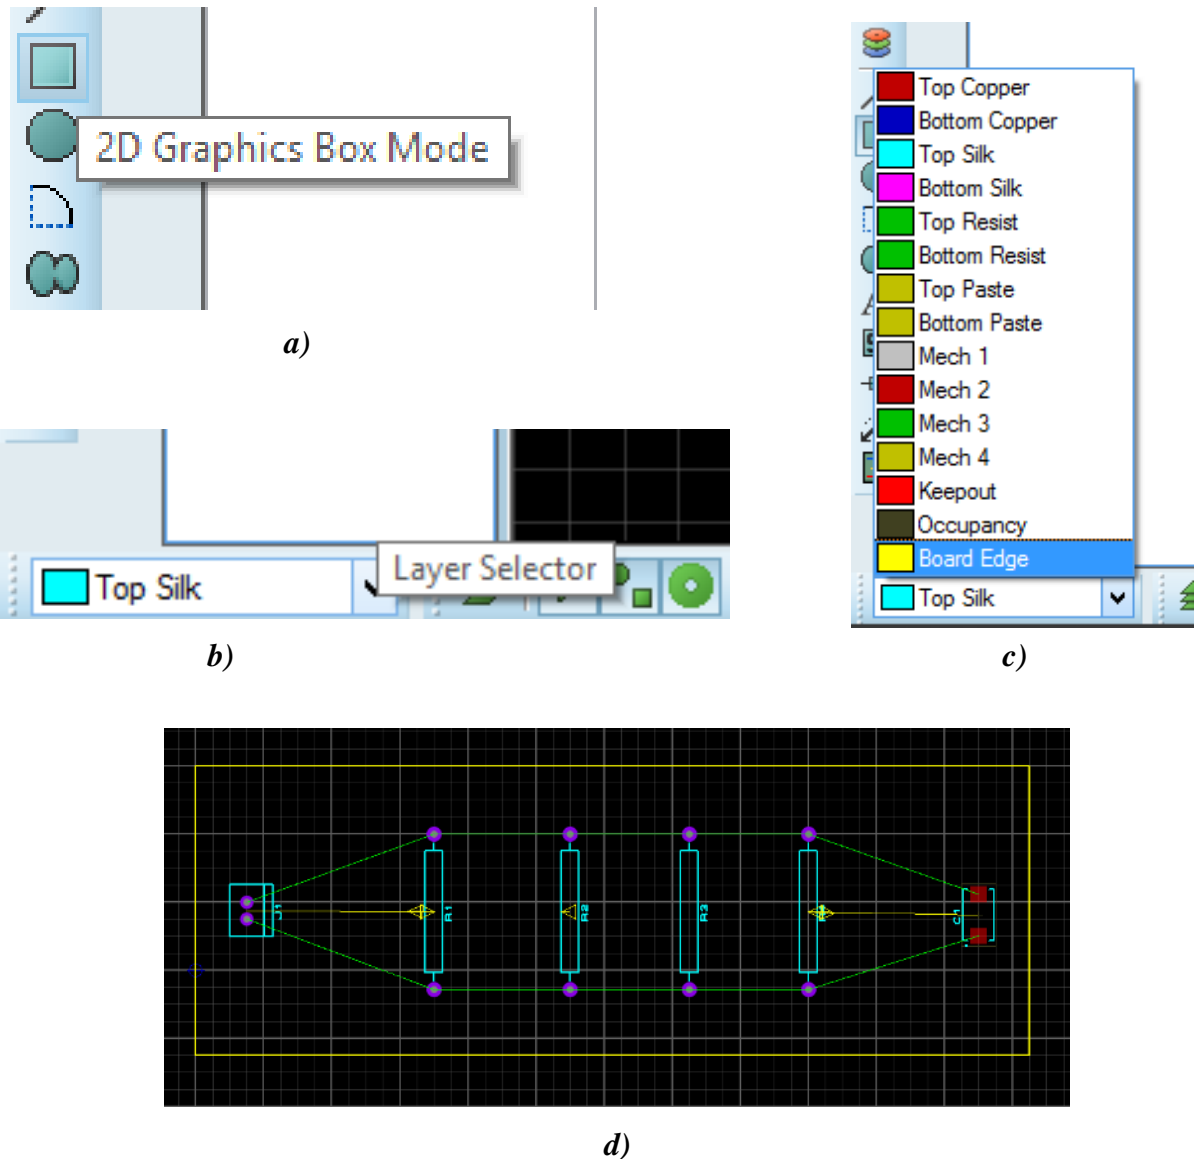 2D Graphics Box Mode
a)
Top Silk
Layer Selector
b)
Top Copper
Bottom Copper
Top Silk
Bottom Silk
Top Resist
Bottom Resist
Top Paste
Bottom Paste
Mech 1
Mech 2
Mech 3
Mech 4
Keepout
Occupancy
Board Edge
Top Silk
c)
J1
R1
R2
R3
C1
d)